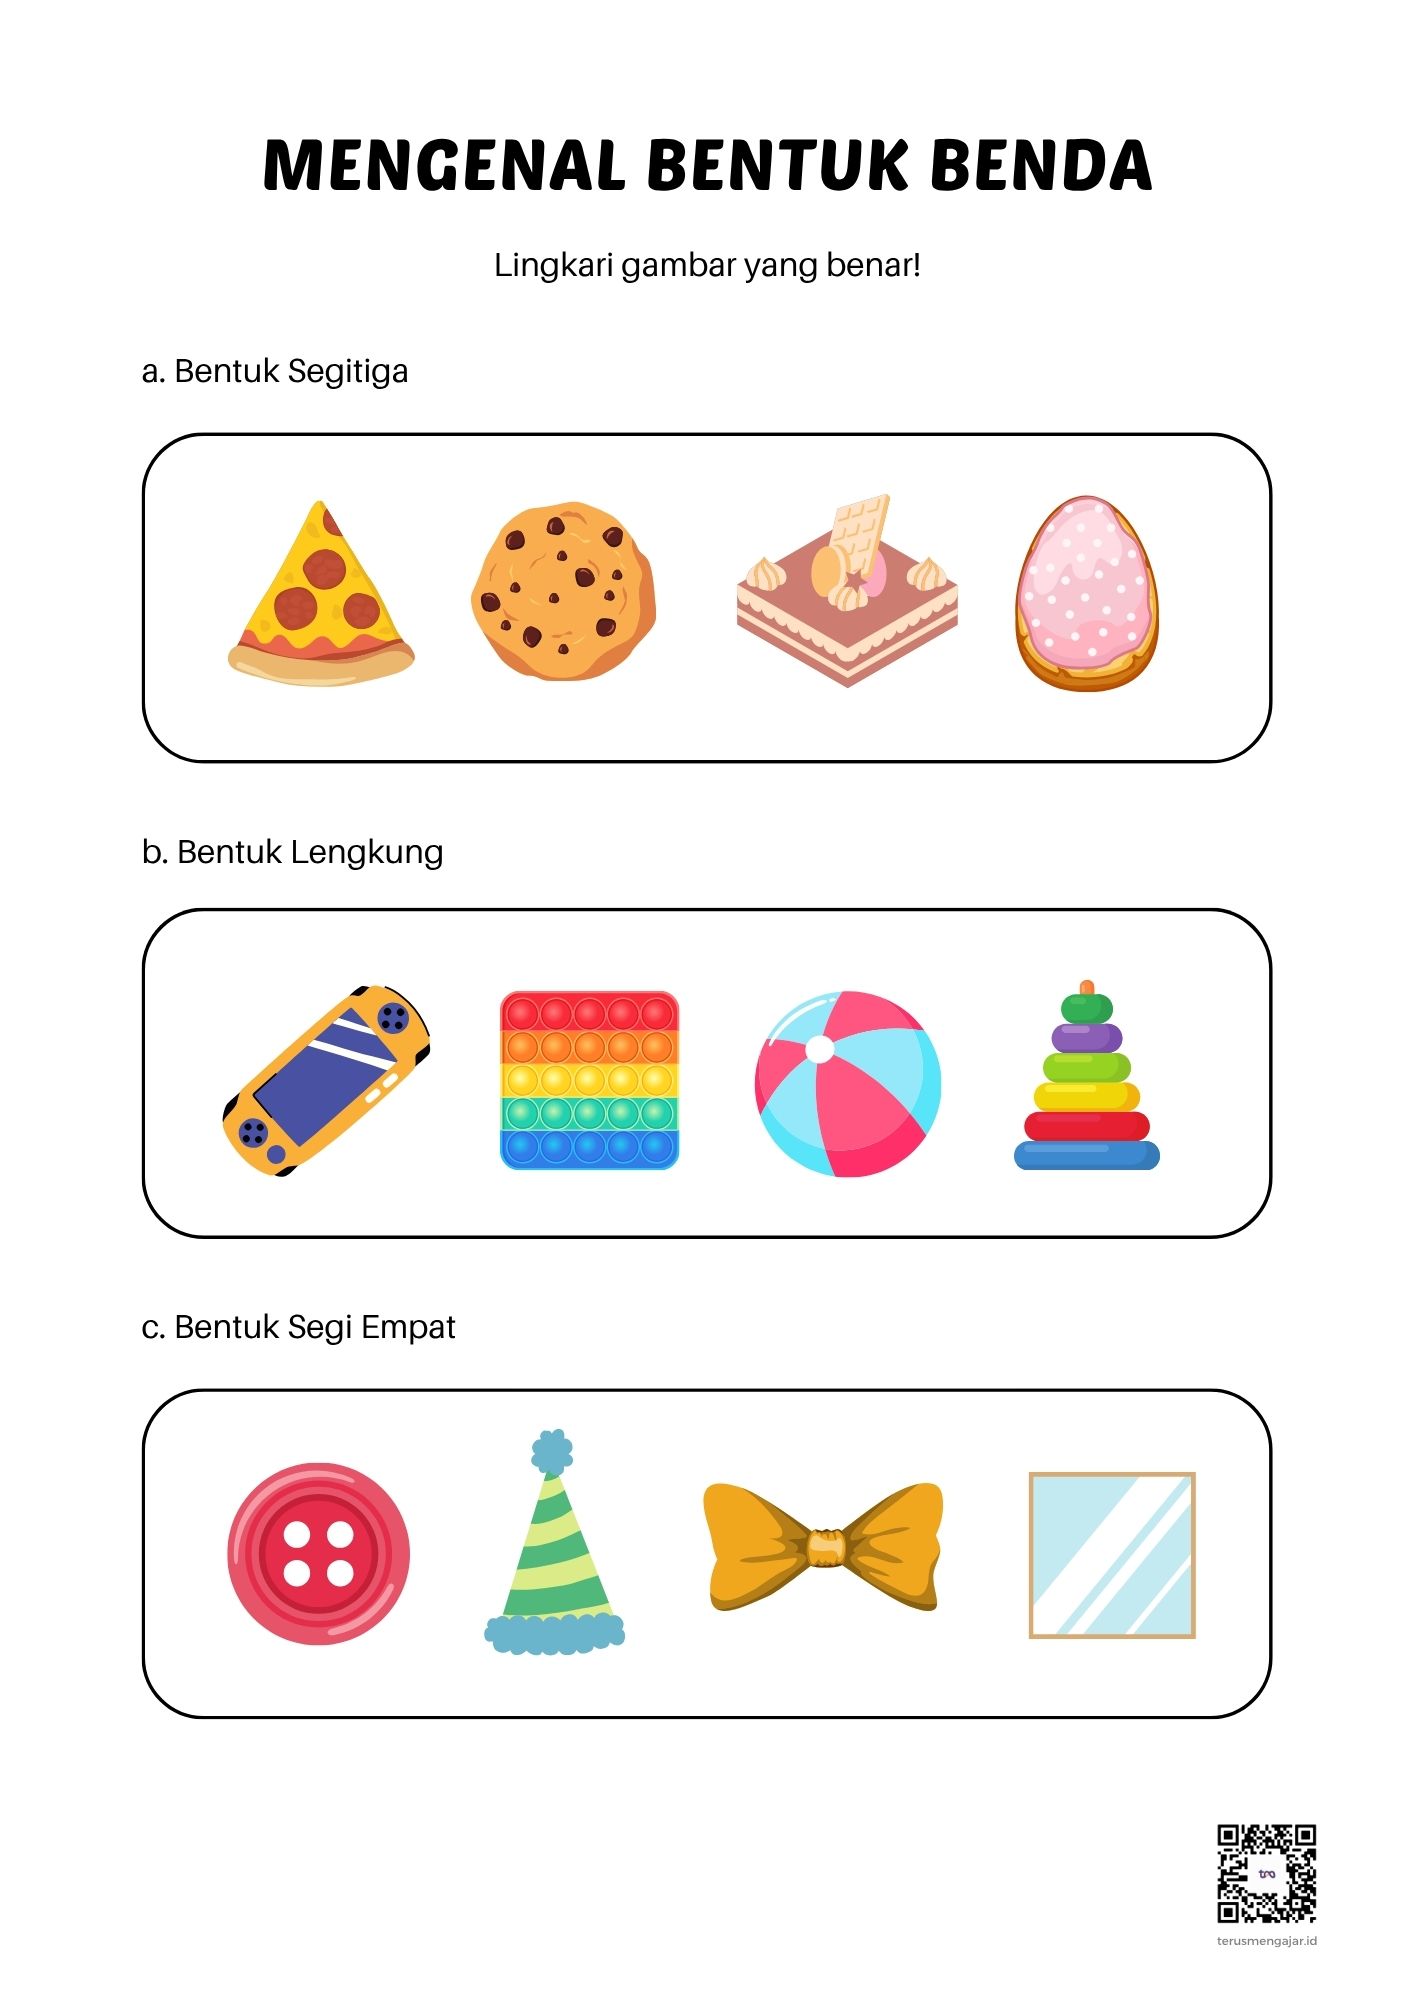 MENGENAL BENTUK BENDA
Lingkari gambar yang benar!
a. Bentuk Segitiga
b. Bentuk Lengkung
c. Bentuk Segi Empat
terusmengajar.id